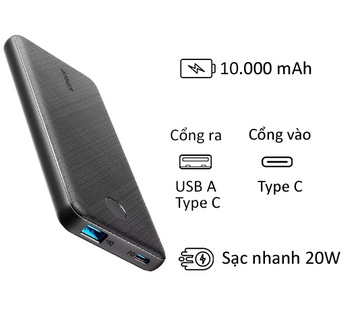 10.000 mAh
Cổng ra
Cổng vào
USB A
Type C
Type C
Sạc nhanh 20W